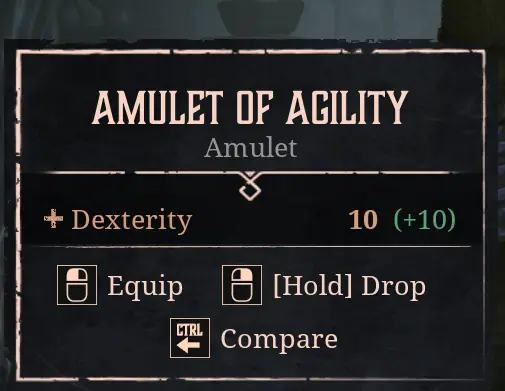 AMULET OF AGILITY
Amulet
Dexterity 10 (+10)
Equip [Hold] Drop
CTRL Compare